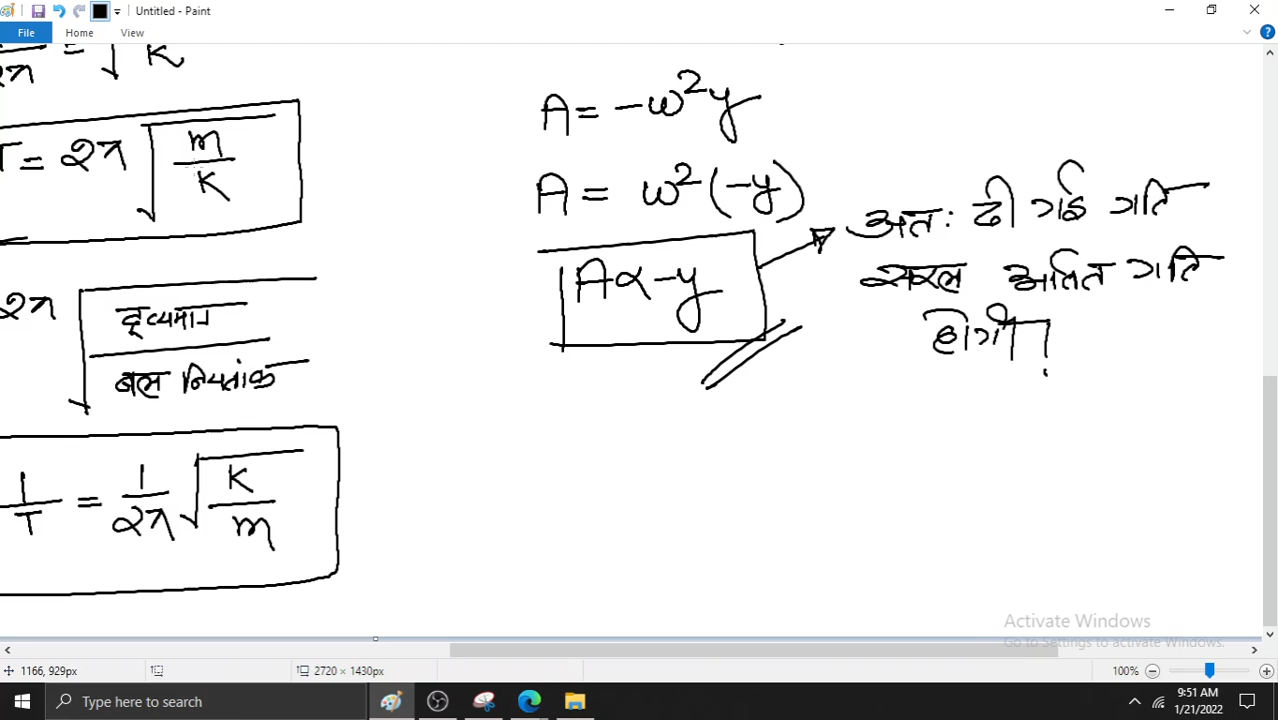 Untitled - Paint
File Home View
2π = √ K
T = 2π √ m/K
2π √ द्रव्यमान / बल नियतांक
1/T = 1/2π √ K/m
A = -ω²y
A = ω²(-y)
A α -y
अत: दी गई गति
सरल आवर्त गति
होगी।
Activate Windows
Go to Settings to activate Windows.
1166, 929px 2720 × 1430px 100%
Type here to search
9:51 AM
1/21/2022